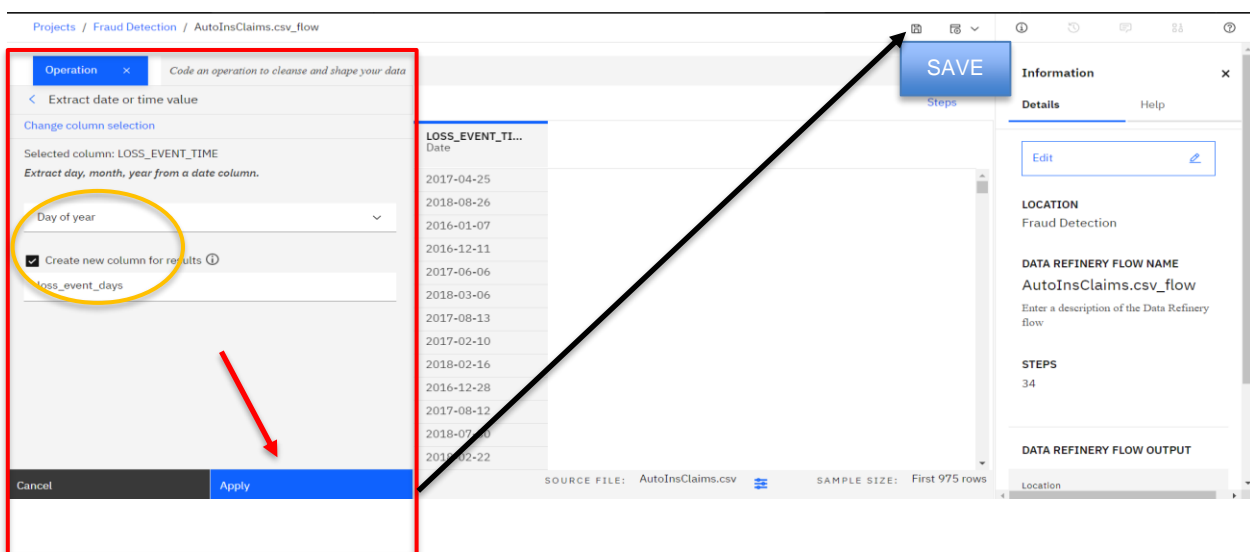 Projects / Fraud Detection / AutoInsClaims.csv_flow
SAVE
Operation × Code an operation to cleanse and shape your data
Steps
Extract date or time value
Change column selection
Selected column: LOSS_EVENT_TIME
Extract day, month, year from a date column.
Day of year
Create new column for results
loss_event_days
Cancel
Apply
LOSS_EVENT_TI...
Date
2017-04-25
2018-08-26
2016-01-07
2016-12-11
2017-06-06
2018-03-06
2017-08-13
2017-02-10
2018-02-16
2016-12-28
2017-08-12
SOURCE FILE: AutoInsClaims.csv SAMPLE SIZE: First 975 rows
Information ×
Details Help
Edit
LOCATION
Fraud Detection
DATA REFINERY FLOW NAME
AutoInsClaims.csv_flow
Enter a description of the Data Refinery
flow
STEPS
34
DATA REFINERY FLOW OUTPUT
Location